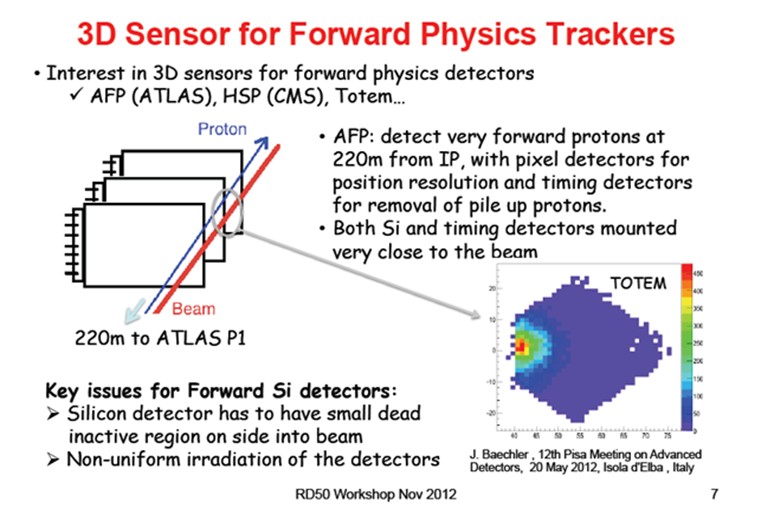 3D Sensor for Forward Physics Trackers
• Interest in 3D sensors for forward physics detectors
✓ AFP (ATLAS), HSP (CMS), Totem...
Proton
Beam
220m to ATLAS P1
• AFP: detect very forward protons at
220m from IP, with pixel detectors for
position resolution and timing detectors
for removal of pile up protons.
• Both Si and timing detectors mounted
very close to the beam
TOTEM
20
10
0
-10
-20
40 45 50 55 60 65 70 75
450
400
350
300
250
200
150
100
50
0
J. Baechler , 12th Pisa Meeting on Advanced
Detectors, 20 May 2012, Isola d'Elba , Italy
Key issues for Forward Si detectors:
➢ Silicon detector has to have small dead
inactive region on side into beam
➢ Non-uniform irradiation of the detectors
RD50 Workshop Nov 2012
7